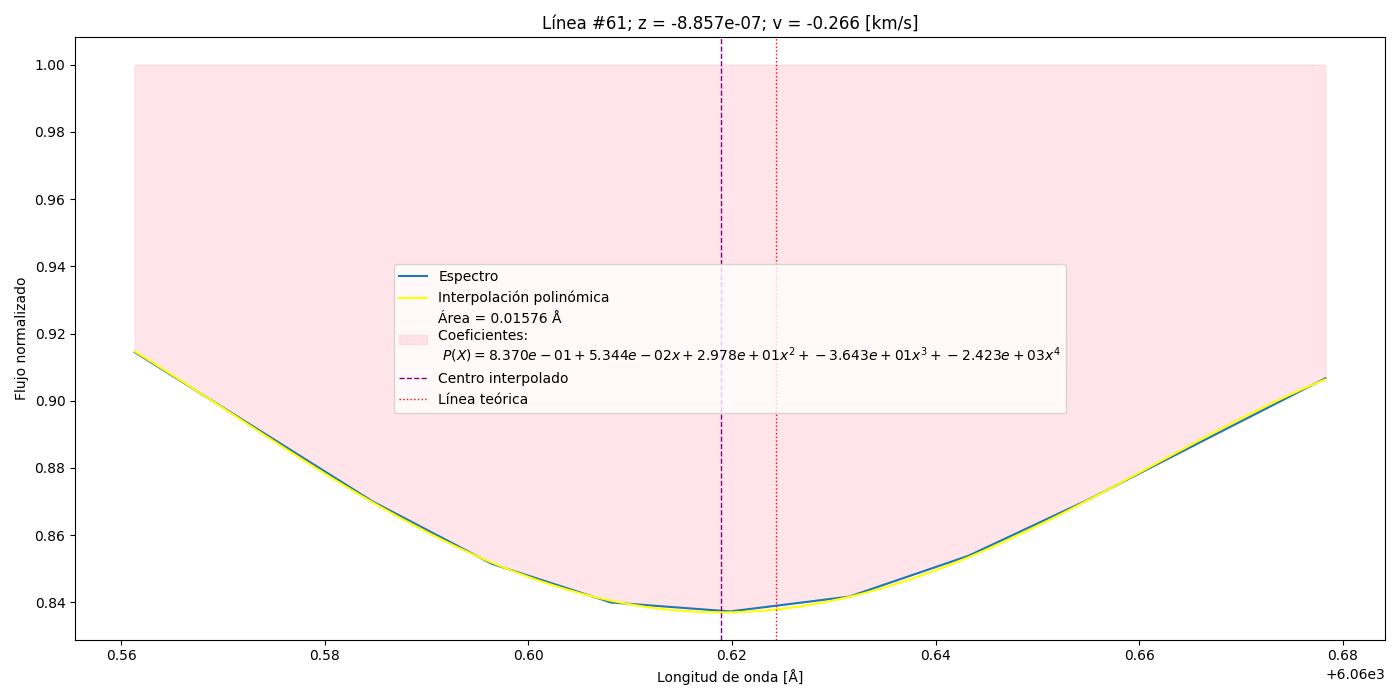 Línea #61; z = -8.857e-07; v = -0.266 [km/s]
Flujo normalizado
1.00
0.98
0.96
0.94
0.92
0.90
0.88
0.86
0.84
Espectro
Interpolación polinómica
Área = 0.01576 Å
Coeficientes:
P(X) = 8.370e − 01 + 5.344e − 02x + 2.978e + 01x² + −3.643e + 01x³ + −2.423e + 03x⁴
Centro interpolado
Línea teórica
0.56 0.58 0.60 0.62 0.64 0.66 0.68
+6.06e3
Longitud de onda [Å]